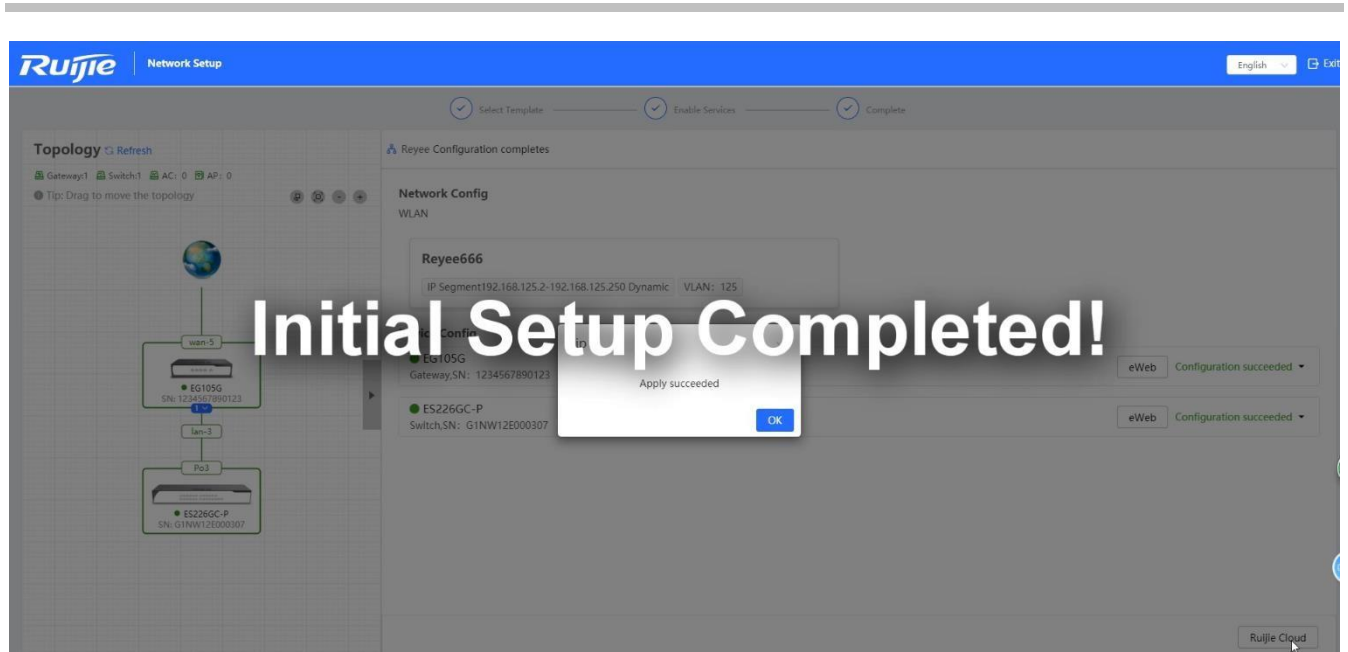 Ruijie
Network Setup
English
Exit
Select Template
Enable Services
Complete
Topology Refresh
Gateway:1 Switch:1 AC: 0 AP: 0
Tip: Drag to move the topology
wan-5
EG105G
SN: 1234567890123
1
lan-3
Po3
ES226GC-P
SN: G1NW12E000307
Reyee Configuration completes
Network Config
WLAN
Reyee666
IP Segment192.168.125.2-192.168.125.250 Dynamic VLAN: 125
Initial Setup Completed!
Config
EG105G
Gateway,SN: 1234567890123
eWeb Configuration succeeded
ES226GC-P
Switch,SN: G1NW12E000307
eWeb Configuration succeeded
Apply succeeded
OK
Ruijie Cloud